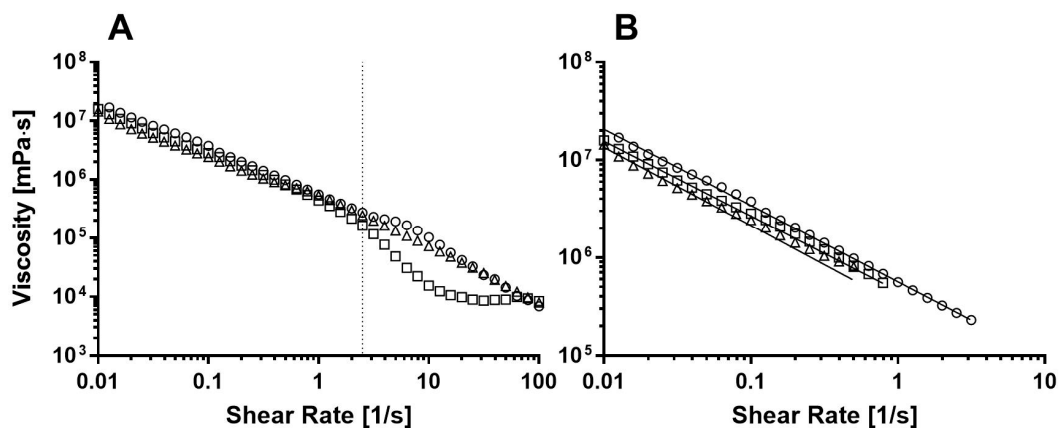 A
B
Viscosity [mPa·s]
10⁸
10⁷
10⁶
10⁵
10⁴
10³
0.01 0.1 1 10 100
Shear Rate [1/s]
10⁸
10⁷
10⁶
10⁵
0.01 0.1 1 10
Shear Rate [1/s]